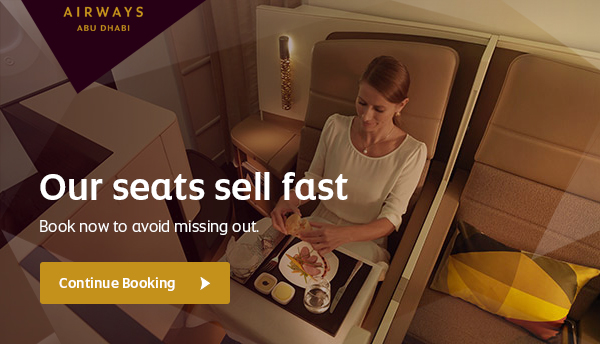 AIRWAYS
ABU DHABI
Our seats sell fast
Book now to avoid missing out.
Continue Booking